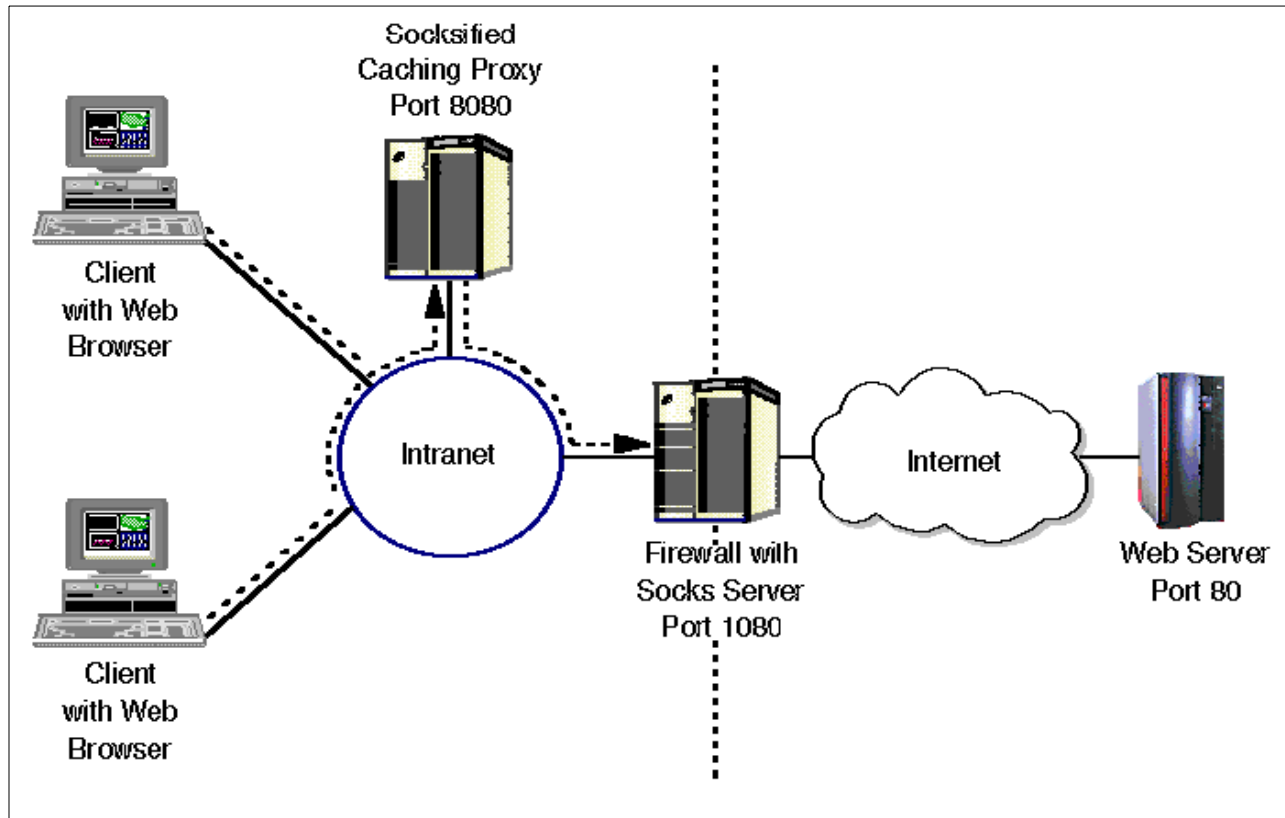 Socksified
Caching Proxy
Port 8080
Client
with Web
Browser
Intranet
Internet
Firewall with
Socks Server
Port 1080
Web Server
Port 80
Client
with Web
Browser